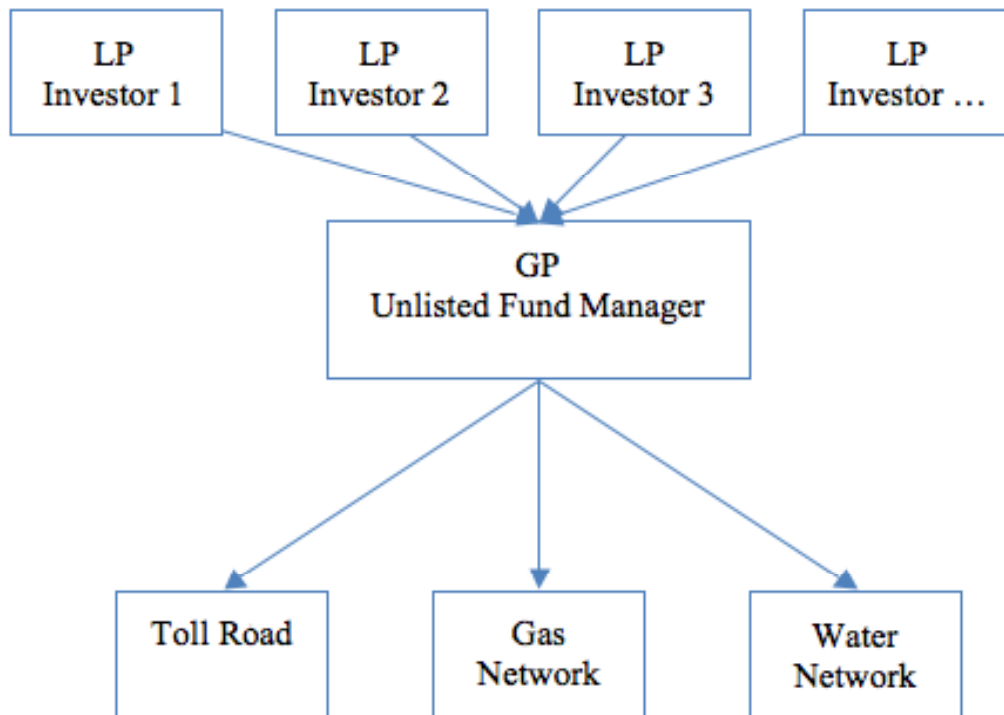 LP
Investor 1
LP
Investor 2
LP
Investor 3
LP
Investor …
GP
Unlisted Fund Manager
Toll Road
Gas
Network
Water
Network